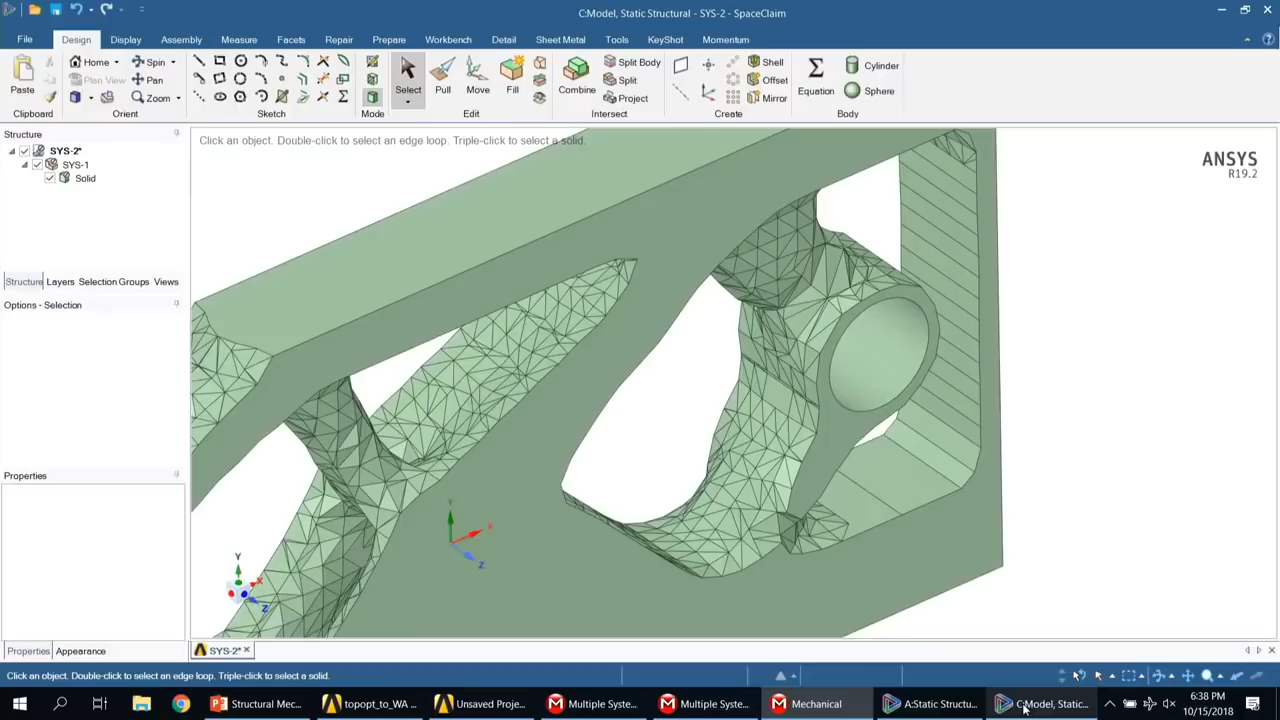 C:Model, Static Structural - SYS-2 - SpaceClaim
File Design Display Assembly Measure Facets Repair Prepare Workbench Detail Sheet Metal Tools KeyShot Momentum
Paste
Home
Plan View
Spin
Pan
Zoom
Select
Pull
Move
Fill
Combine
Split Body
Split
Project
Shell
Offset
Mirror
Equation
Cylinder
Sphere
Clipboard Orient Sketch Mode Edit Intersect Create Body
Structure
SYS-2*
SYS-1
Solid
Structure Layers Selection Groups Views
Options - Selection
Properties
Properties Appearance
Click an object. Double-click to select an edge loop. Triple-click to select a solid.
ANSYS
R19.2
Y
X
Z
Y
X
Z
SYS-2*
Click an object. Double-click to select an edge loop. Triple-click to select a solid.
Structural Mec...
topopt_to_WA ...
Unsaved Proje...
Multiple Syste...
Multiple Syste...
Mechanical
A:Static Structu...
C:Model, Static...
6:38 PM
10/15/2018